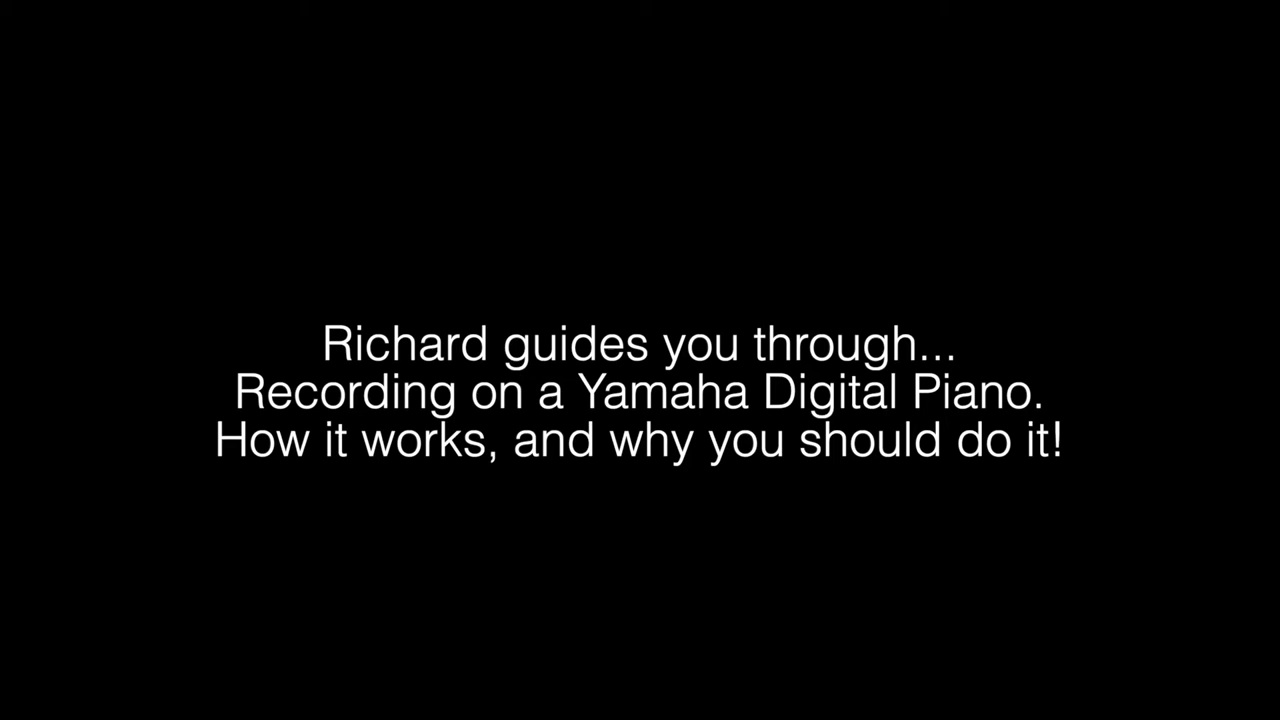 Richard guides you through...
Recording on a Yamaha Digital Piano.
How it works, and why you should do it!